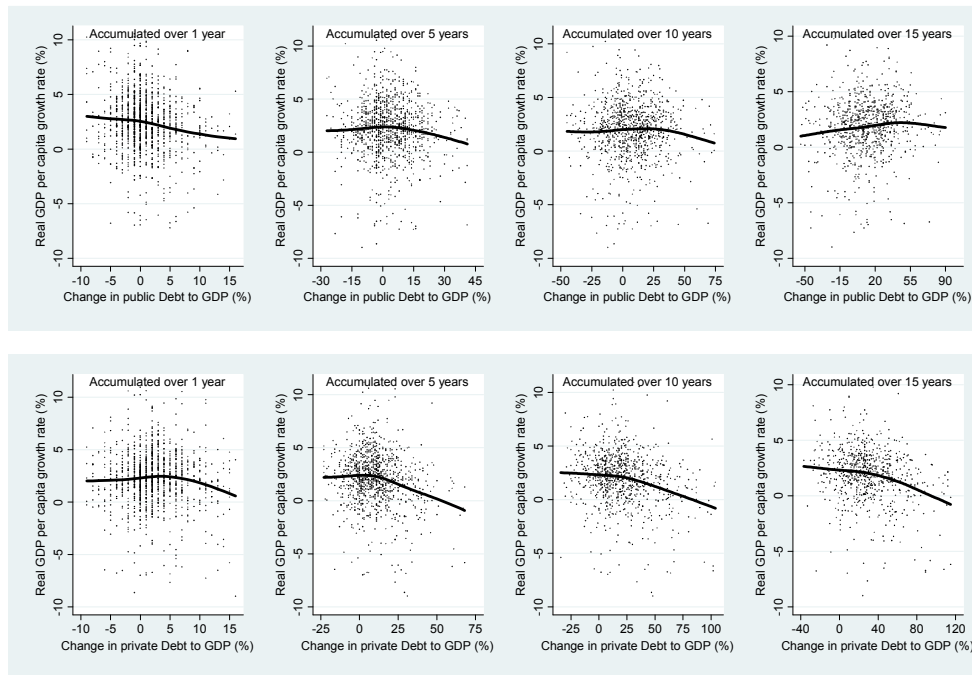 Accumulated over 1 year
Real GDP per capita growth rate (%)
10
5
0
-5
-10
-10 -5 0 5 10 15
Change in public Debt to GDP (%)
Accumulated over 5 years
Real GDP per capita growth rate (%)
10
5
0
-5
-10
-30 -15 0 15 30 45
Change in public Debt to GDP (%)
Accumulated over 10 years
Real GDP per capita growth rate (%)
10
5
0
-5
-10
-50 -25 0 25 50 75
Change in public Debt to GDP (%)
Accumulated over 15 years
Real GDP per capita growth rate (%)
10
5
0
-5
-10
-50 -15 20 55 90
Change in public Debt to GDP (%)
Accumulated over 1 year
Real GDP per capita growth rate (%)
10
5
0
-5
-10
-10 -5 0 5 10 15
Change in private Debt to GDP (%)
Accumulated over 5 years
Real GDP per capita growth rate (%)
10
5
0
-5
-10
-25 0 25 50 75
Change in private Debt to GDP (%)
Accumulated over 10 years
Real GDP per capita growth rate (%)
10
5
0
-5
-10
-25 0 25 50 75 100
Change in private Debt to GDP (%)
Accumulated over 15 years
Real GDP per capita growth rate (%)
10
5
0
-5
-10
-40 0 40 80 120
Change in private Debt to GDP (%)